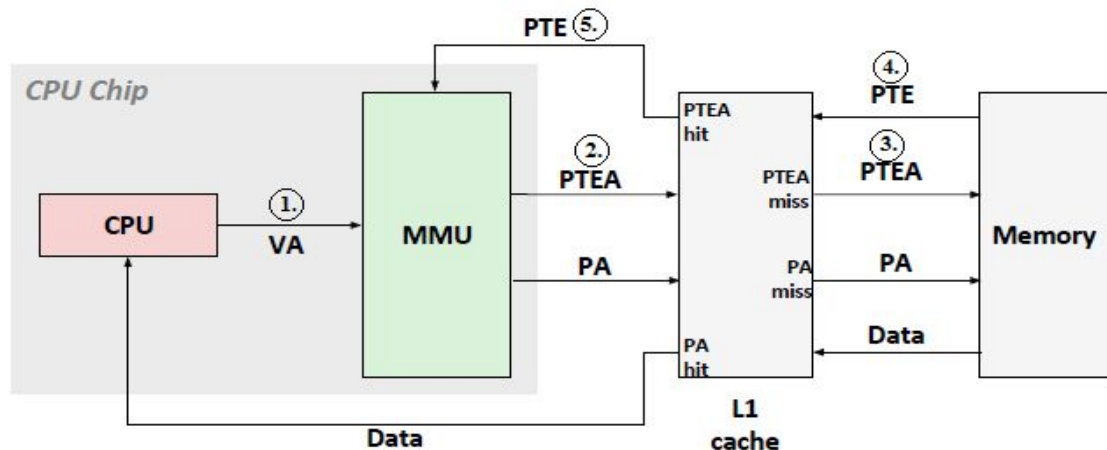 PTE 5.
CPU Chip
4.
PTE
PTEA
hit
2.
PTEA
3.
PTEA
PTEA
miss
1.
CPU
VA
MMU
Memory
PA
PA
miss
PA
Data
PA
hit
L1
cache
Data